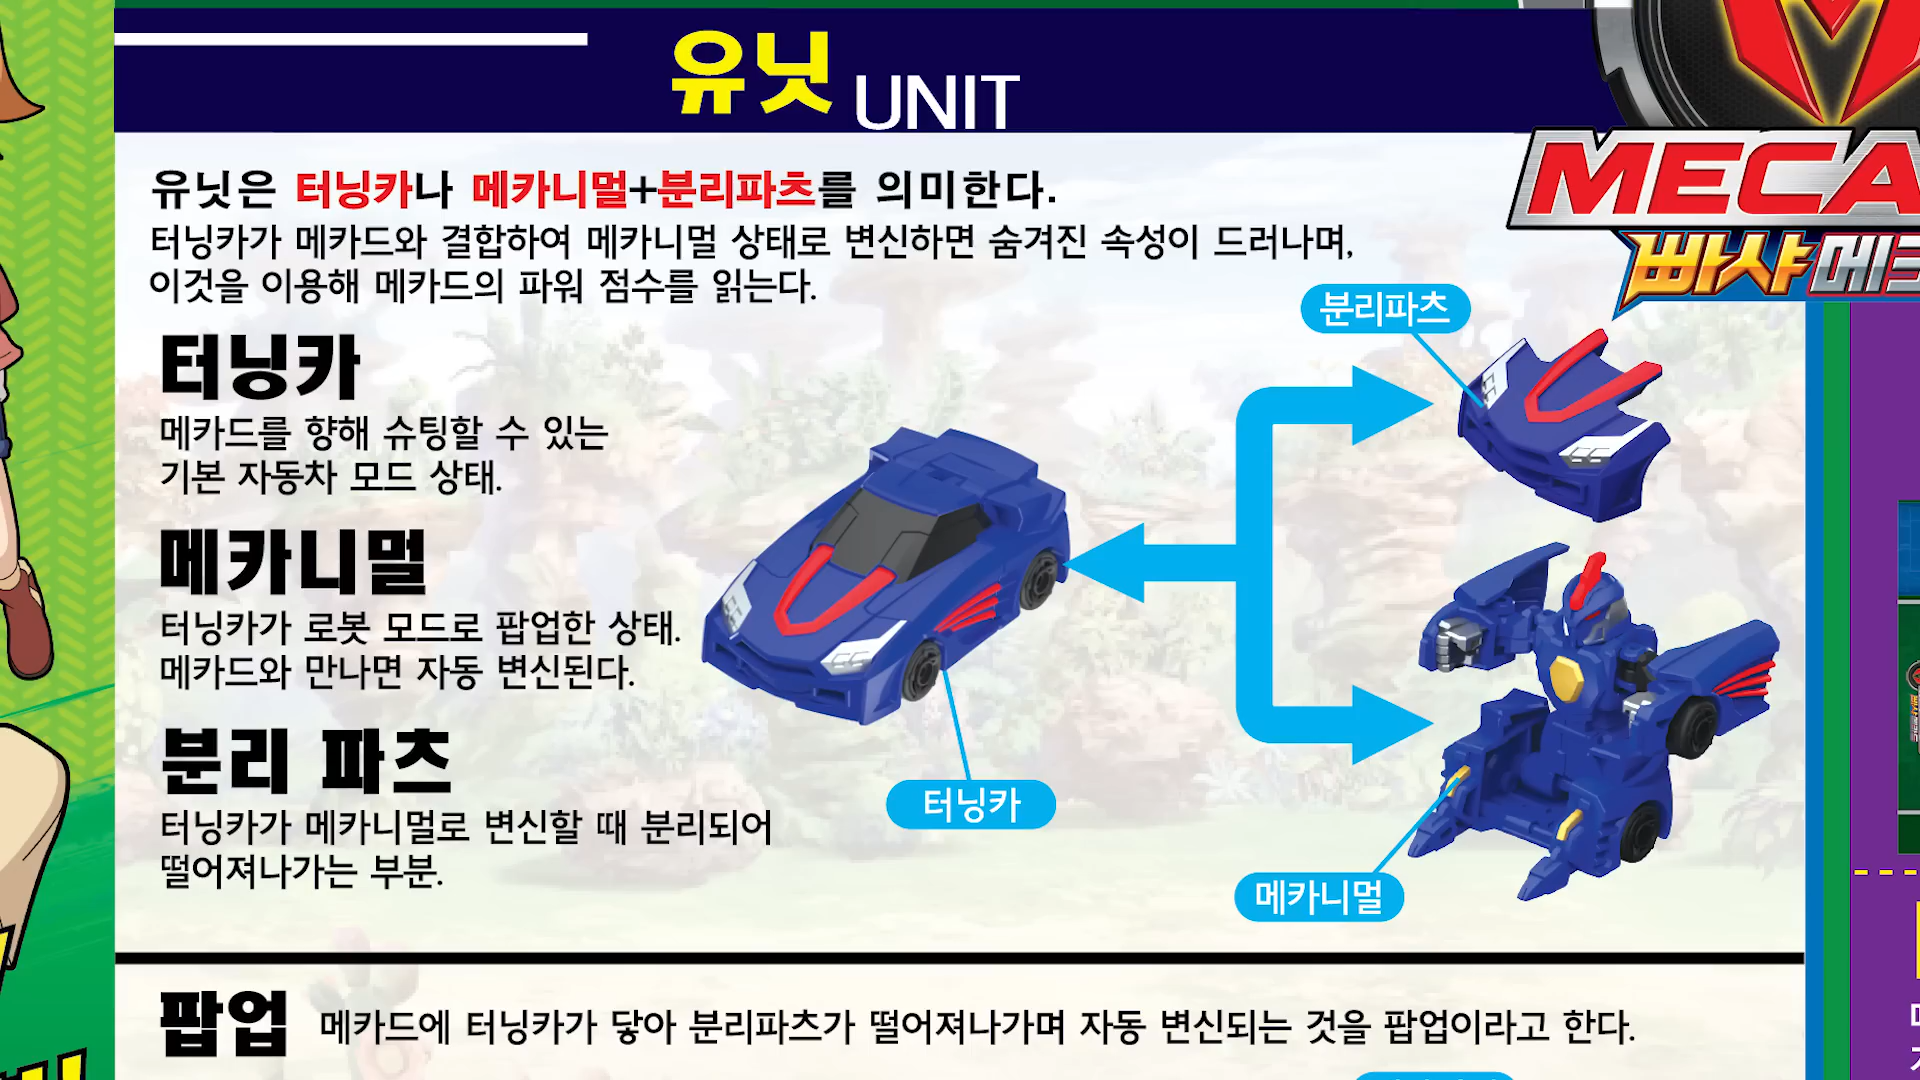 유닛 UNIT
MECA
빠샤메카
유닛은 터닝카나 메카니멀+분리파츠를 의미한다.
터닝카가 메카드와 결합하여 메카니멀 상태로 변신하면 숨겨진 속성이 드러나며,
이것을 이용해 메카드의 파워 점수를 읽는다.
분리파츠
터닝카
메카드를 향해 슈팅할 수 있는
기본 자동차 모드 상태.
메카니멀
터닝카가 로봇 모드로 팝업한 상태.
메카드와 만나면 자동 변신된다.
분리 파츠
터닝카가 메카니멀로 변신할 때 분리되어
떨어져나가는 부분.
터닝카
메카니멀
팝업 메카드에 터닝카가 닿아 분리파츠가 떨어져나가며 자동 변신되는 것을 팝업이라고 한다.